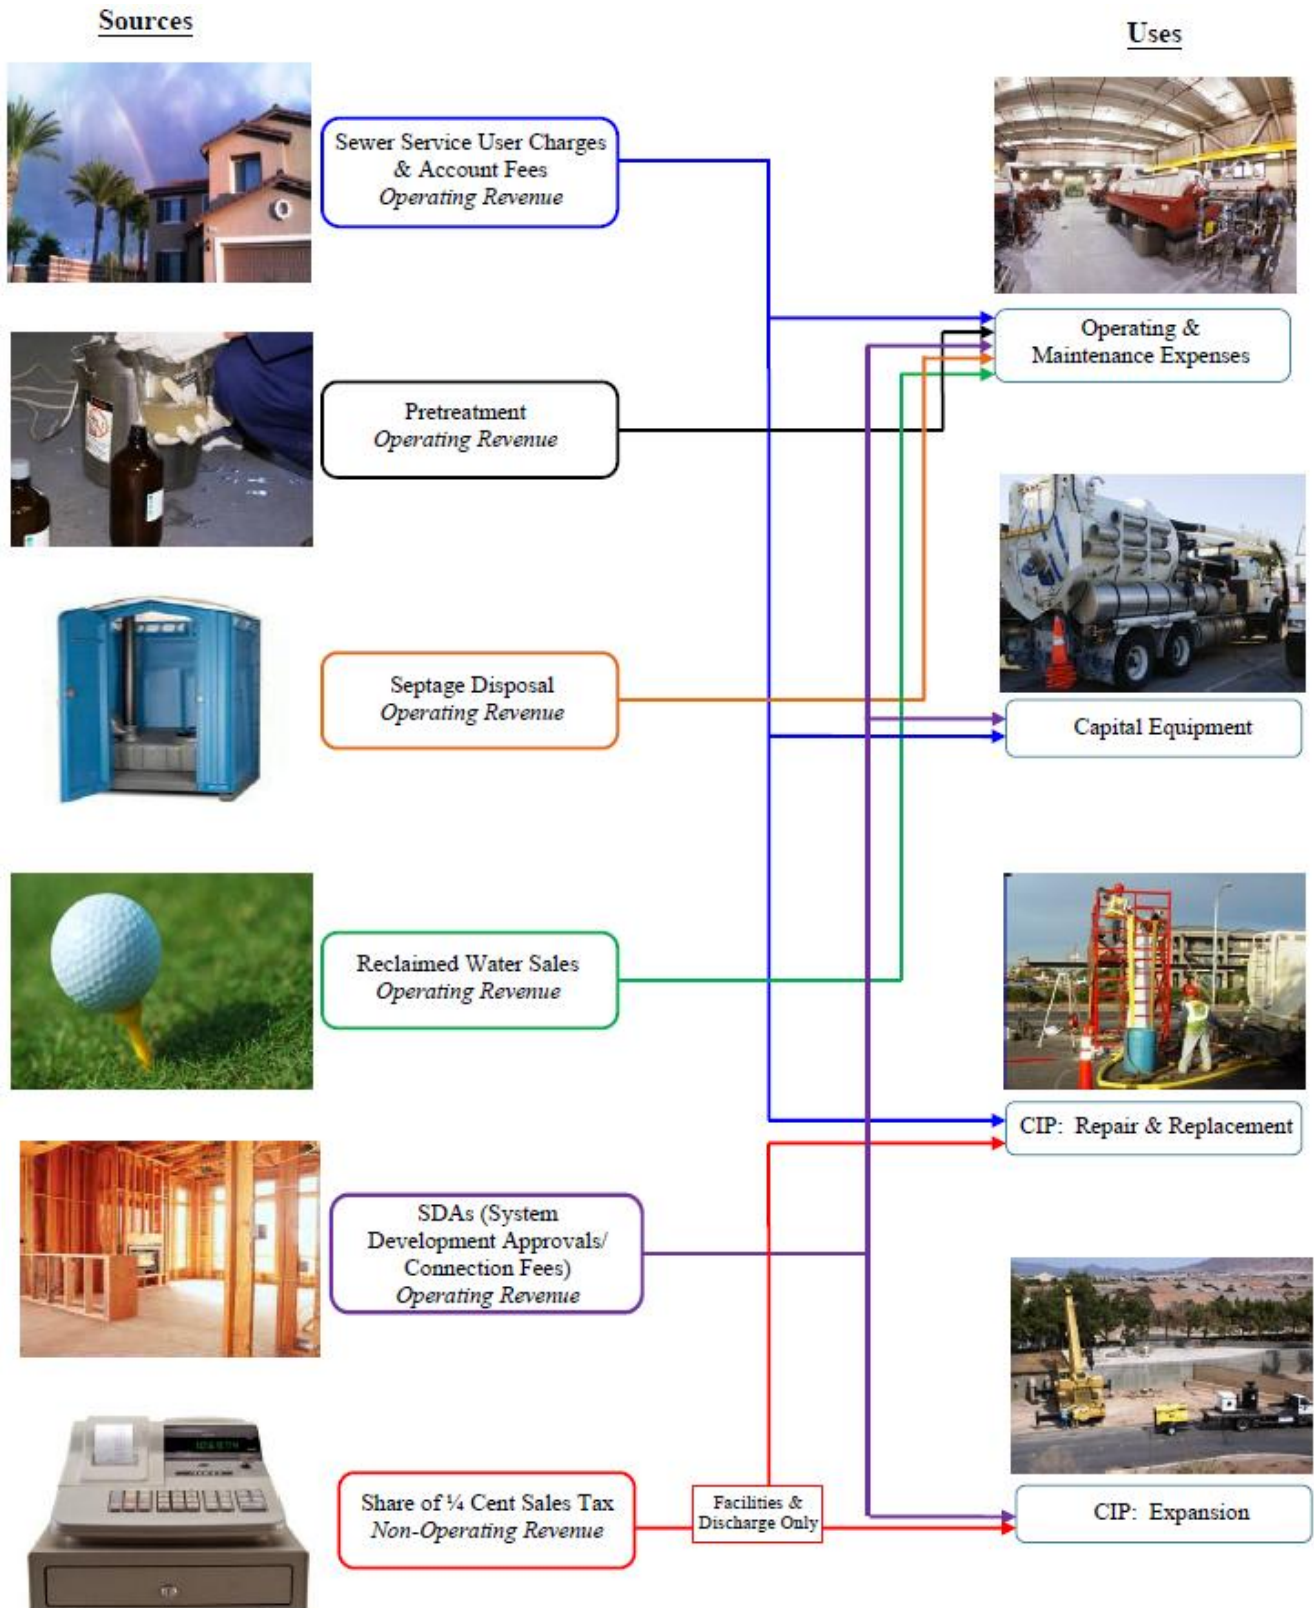 Sources
Uses
Sewer Service User Charges
& Account Fees
Operating Revenue
Operating &
Maintenance Expenses
Pretreatment
Operating Revenue
Septage Disposal
Operating Revenue
Capital Equipment
Reclaimed Water Sales
Operating Revenue
CIP:  Repair & Replacement
SDAs (System
Development Approvals/
Connection Fees)
Operating Revenue
Share of ¼ Cent Sales Tax
Non-Operating Revenue
Facilities &
Discharge Only
CIP:  Expansion